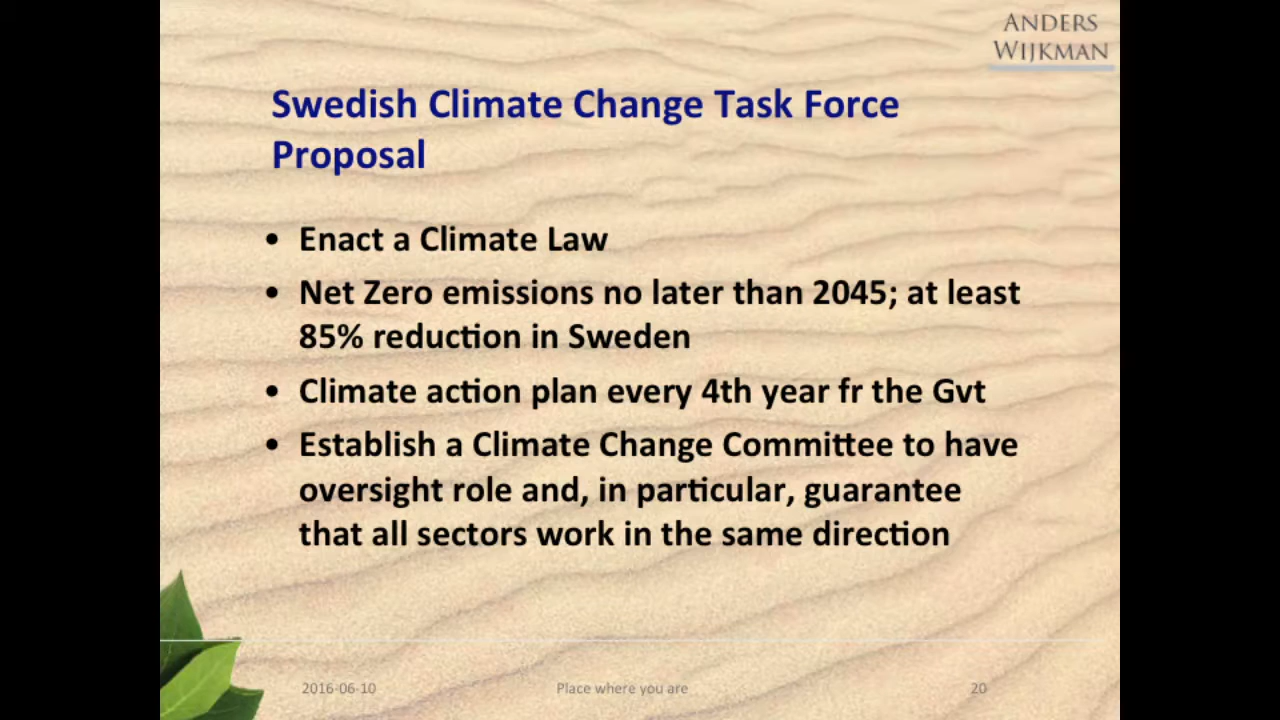 ANDERS
WIJKMAN
Swedish Climate Change Task Force
Proposal
• Enact a Climate Law
• Net Zero emissions no later than 2045; at least
85% reduction in Sweden
• Climate action plan every 4th year fr the Gvt
• Establish a Climate Change Committee to have
oversight role and, in particular, guarantee
that all sectors work in the same direction
2016-06-10 Place where you are 20